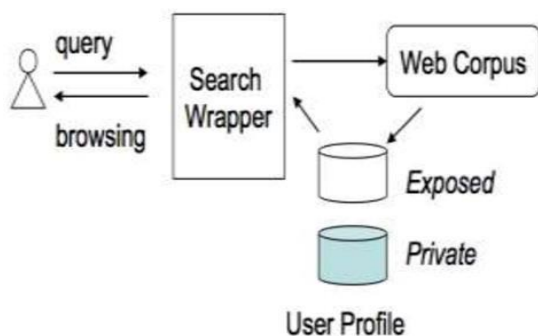 query
browsing
Search
Wrapper
Web Corpus
Exposed
Private
User Profile